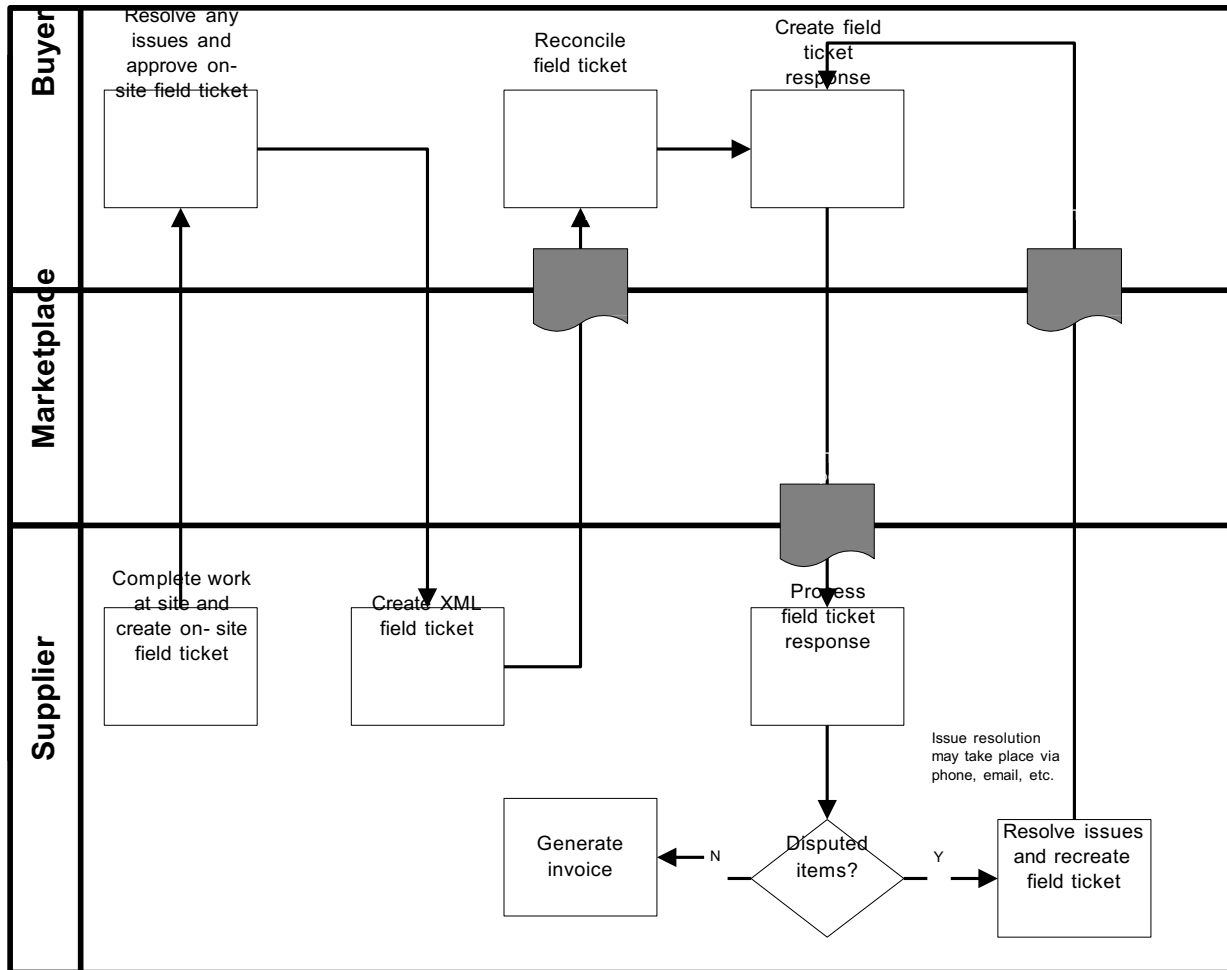 Buyer
Resolve any
issues and
approve on-
site field ticket
Reconcile
field ticket
Create field
ticket
response
Marketplace
Supplier
Complete work
at site and
create on- site
field ticket
Create XML
field ticket
Process
field ticket
response
Issue resolution
may take place via
phone, email, etc.
Generate
invoice
N
Disputed
items?
Y
Resolve issues
and recreate
field ticket